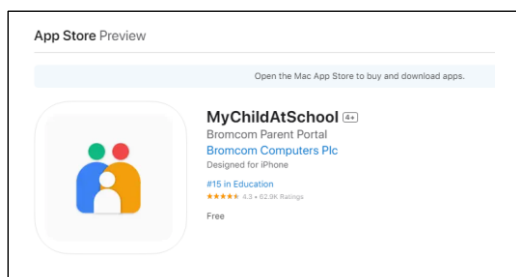 App Store Preview
Open the Mac App Store to buy and download apps.
MyChildAtSchool 4+
Bromcom Parent Portal
Bromcom Computers Plc
Designed for iPhone
#15 in Education
★★★★★ 4.3 • 62.9K Ratings
Free